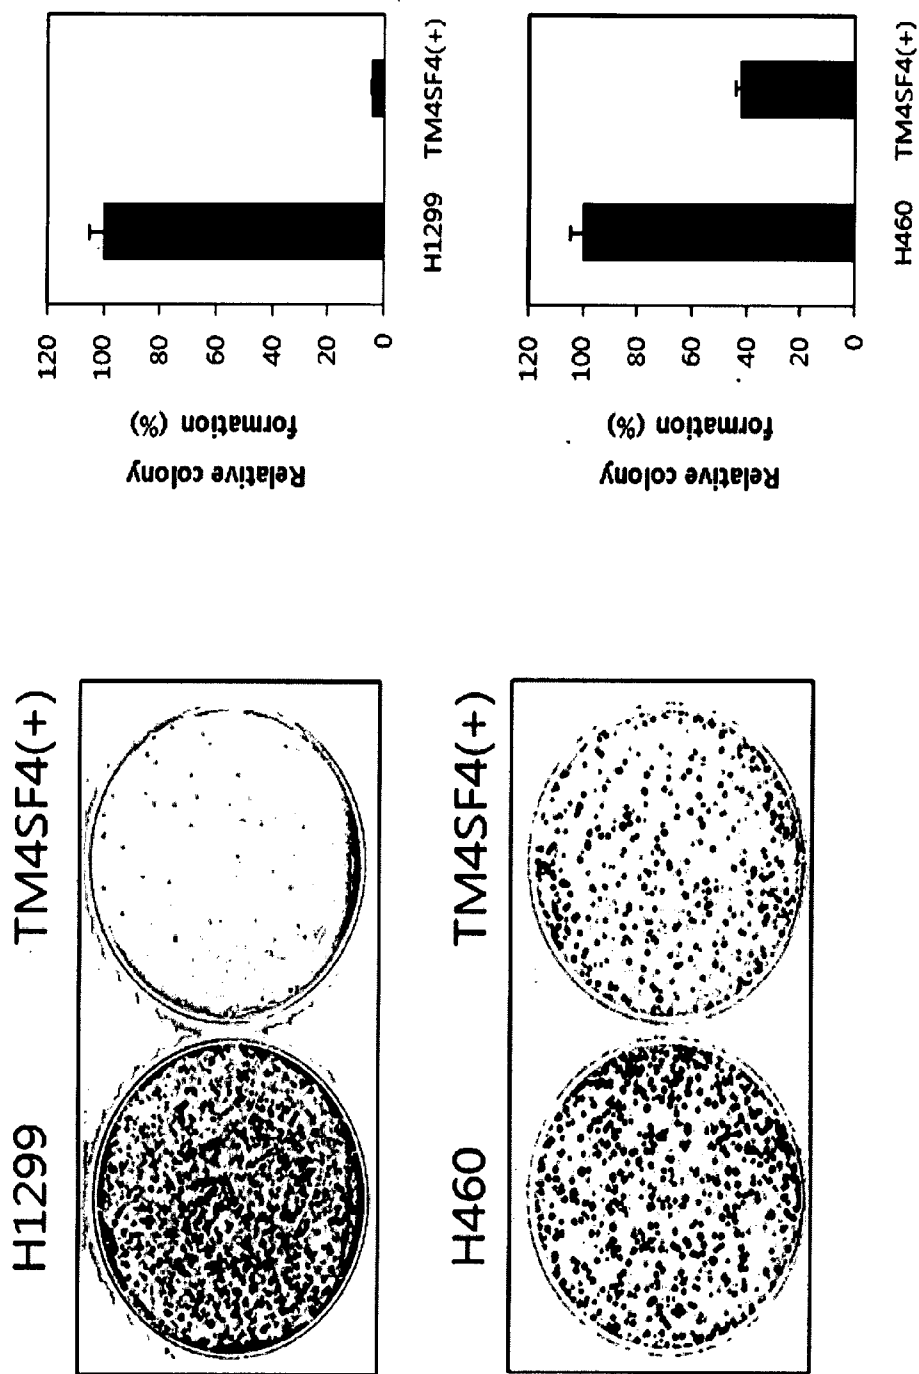 H1299 TM4SF4(+)
Relative colony
formation (%)
120
100
80
60
40
20
0
H1299 TM4SF4(+)
H460 TM4SF4(+)
Relative colony
formation (%)
120
100
80
60
40
20
0
H460 TM4SF4(+)